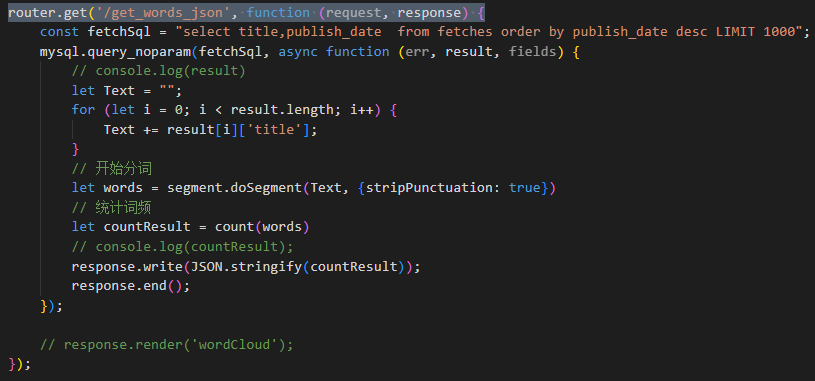 router.get('/get_words_json', function (request, response) {
    const fetchSql = "select title,publish_date  from fetches order by publish_date desc LIMIT 1000";
    mysql.query_noparam(fetchSql, async function (err, result, fields) {
        // console.log(result)
        let Text = "";
        for (let i = 0; i < result.length; i++) {
            Text += result[i]['title'];
        }
        // 开始分词
        let words = segment.doSegment(Text, {stripPunctuation: true})
        // 统计词频
        let countResult = count(words)
        // console.log(countResult);
        response.write(JSON.stringify(countResult));
        response.end();
    });
    // response.render('wordCloud');
});